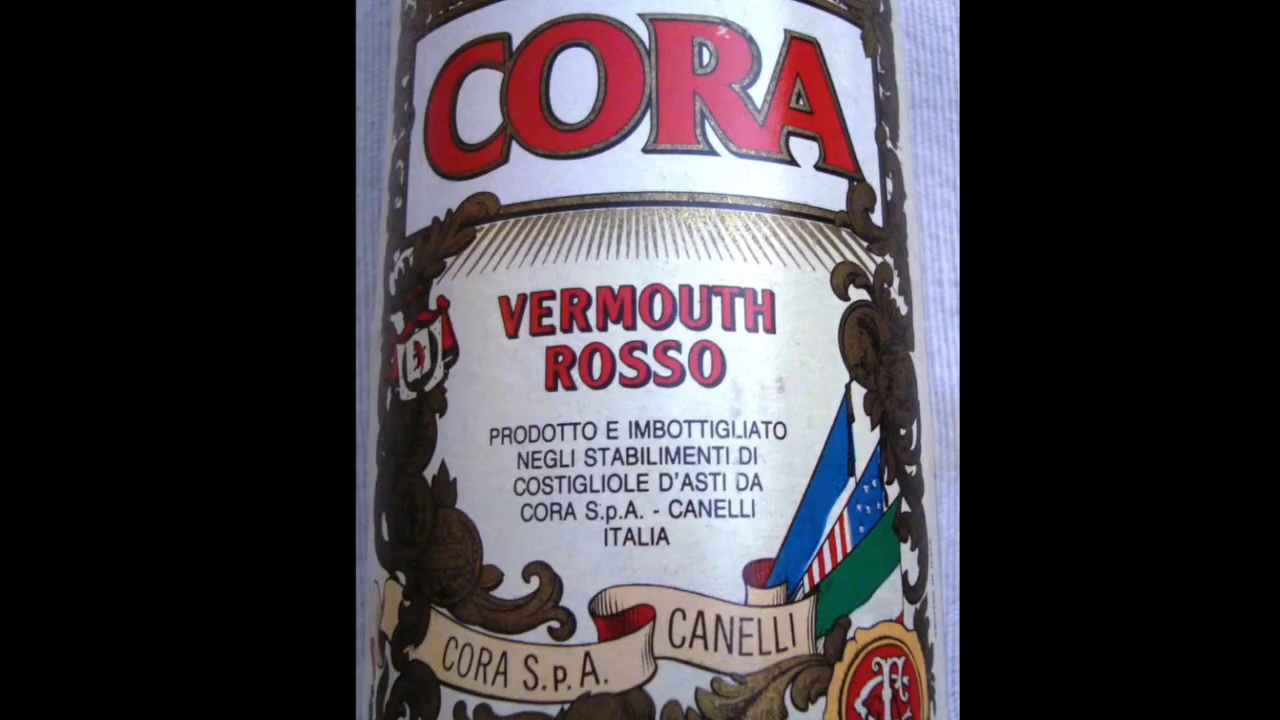 CORA
VERMOUTH
ROSSO
PRODOTTO E IMBOTTIGLIATO
NEGLI STABILIMENTI DI
COSTIGLIOLE D'ASTI DA
CORA S.p.A. - CANELLI
ITALIA
CORA S.p.A. CANELLI